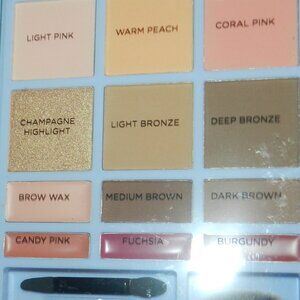 LIGHT PINK
WARM PEACH
CORAL PINK
CHAMPAGNE
HIGHLIGHT
LIGHT BRONZE
DEEP BRONZE
BROW WAX
MEDIUM BROWN
DARK BROWN
CANDY PINK
FUCHSIA
BURGUNDY